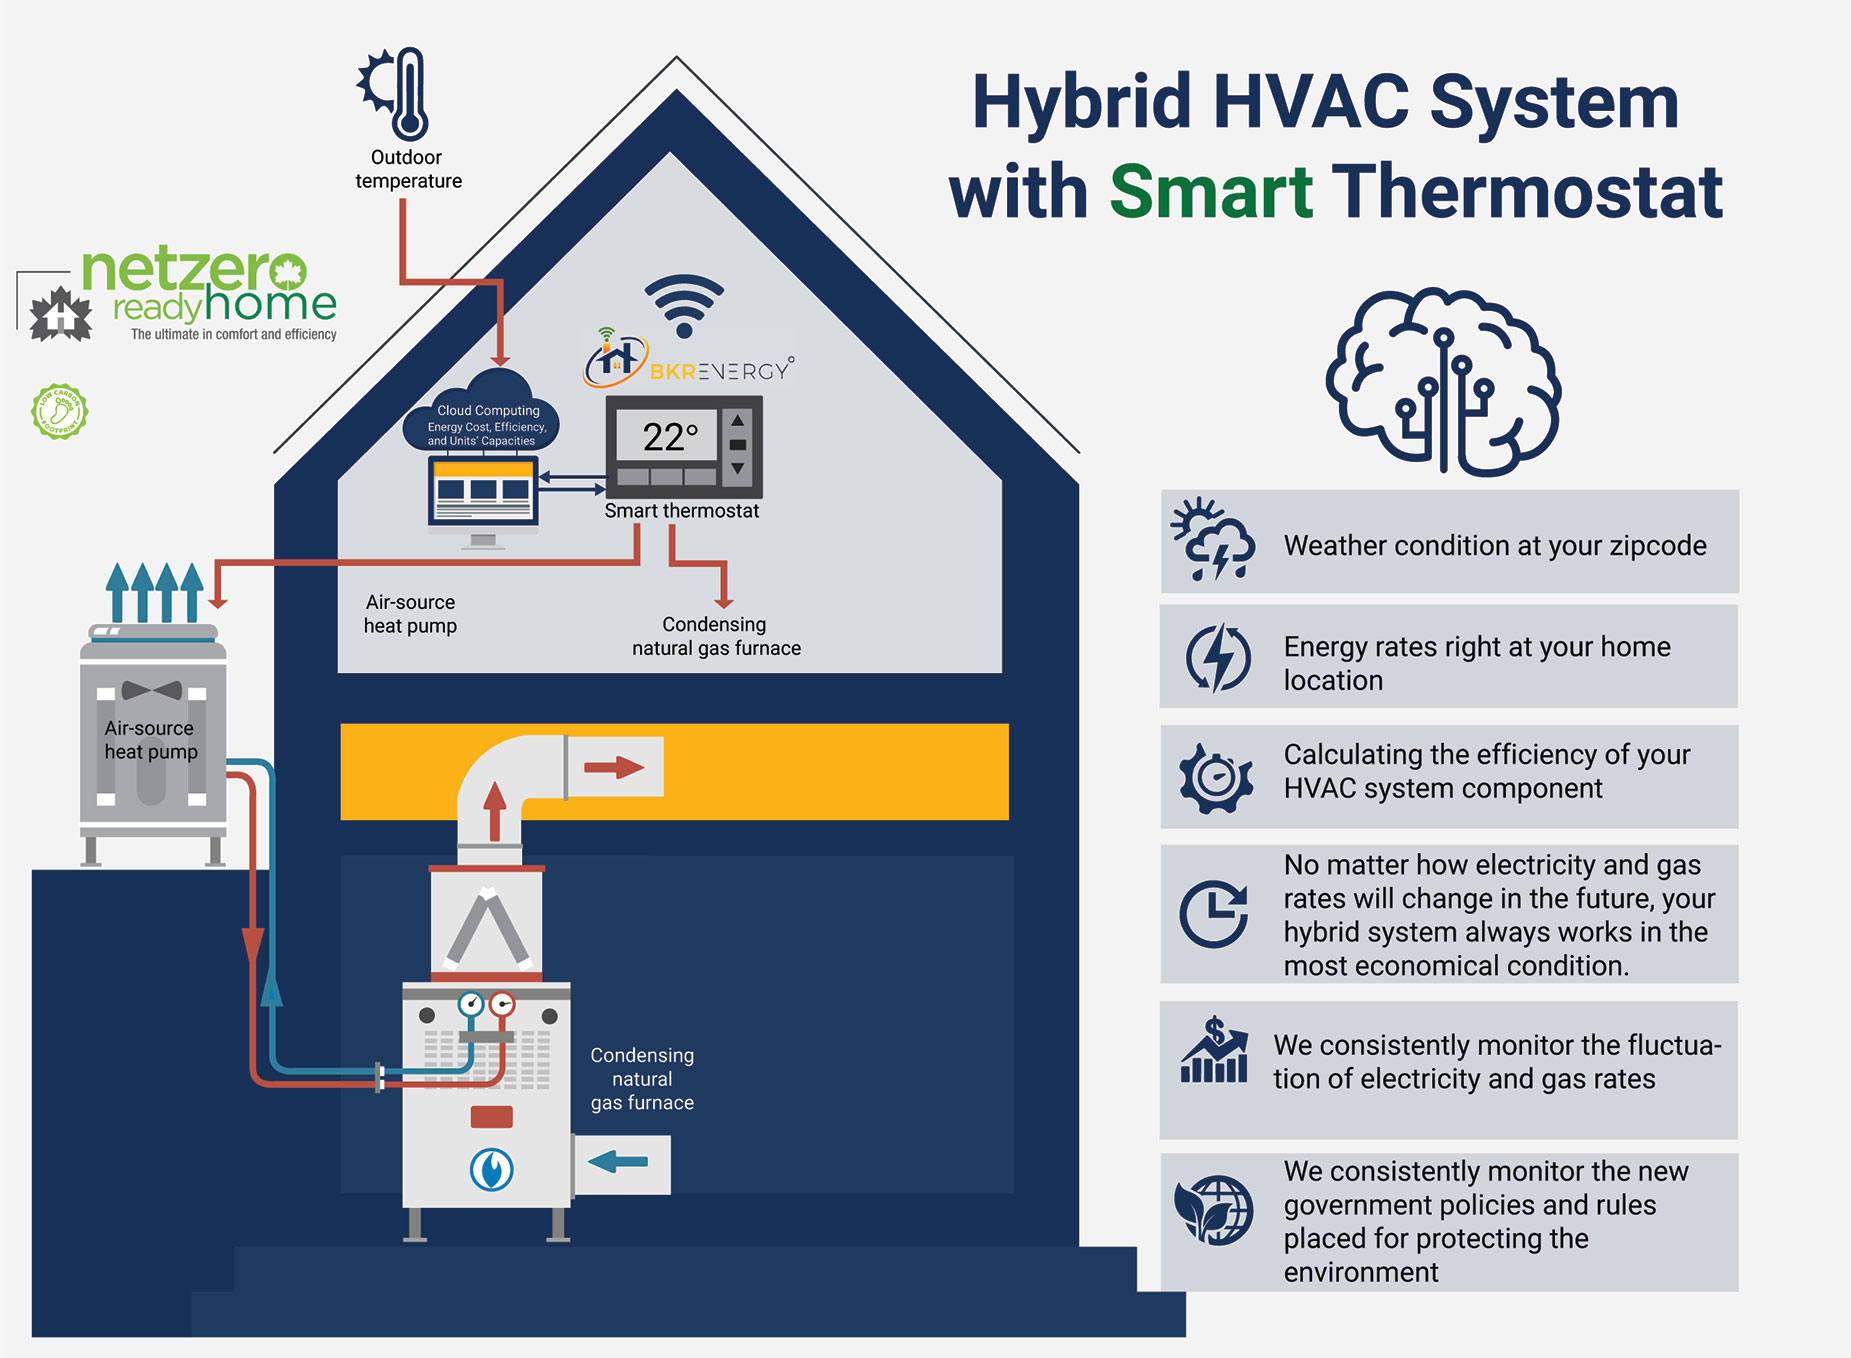 Hybrid HVAC System
with Smart Thermostat
Outdoor
temperature
netzero
readyhome
The ultimate in comfort and efficiency
H
LOW CARBON
FOOTPRINT
BKRENERGY
Cloud Computing
Energy Cost, Efficiency,
and Units' Capacities
22°
Smart thermostat
Air-source
heat pump
Condensing
natural gas furnace
Air-source
heat pump
Condensing
natural
gas furnace
Weather condition at your zipcode
Energy rates right at your home
location
Calculating the efficiency of your
HVAC system component
No matter how electricity and gas
rates will change in the future, your
hybrid system always works in the
most economical condition.
We consistently monitor the fluctua-
tion of electricity and gas rates
We consistently monitor the new
government policies and rules
placed for protecting the
environment